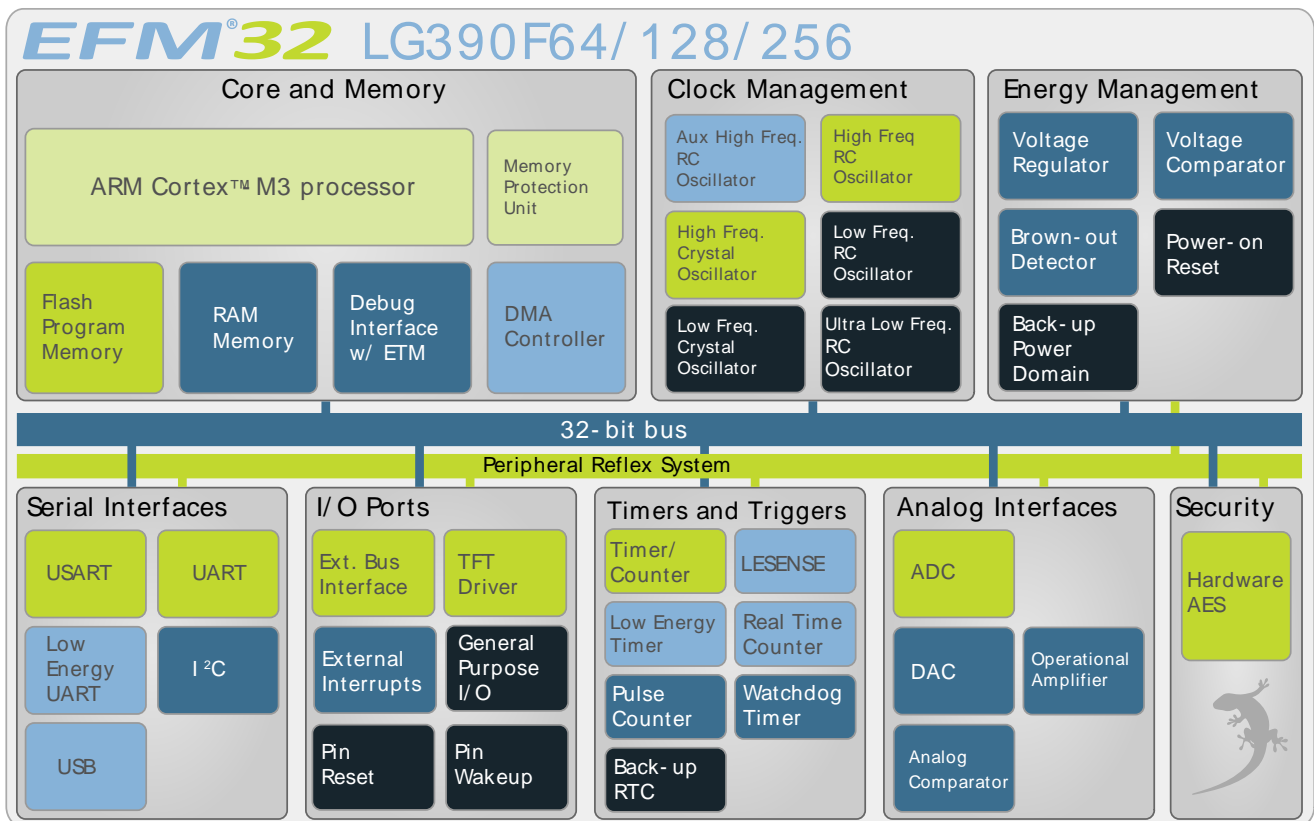 EFM®32 LG390F64/128/256
Core and Memory
ARM Cortex™ M3 processor
Memory
Protection
Unit
Flash
Program
Memory
RAM
Memory
Debug
Interface
w/ ETM
DMA
Controller
Clock Management
Aux High Freq.
RC
Oscillator
High Freq
RC
Oscillator
High Freq.
Crystal
Oscillator
Low Freq.
RC
Oscillator
Low Freq.
Crystal
Oscillator
Ultra Low Freq.
RC
Oscillator
Energy Management
Voltage
Regulator
Voltage
Comparator
Brown-out
Detector
Power-on
Reset
Back-up
Power
Domain
32-bit bus
Peripheral Reflex System
Serial Interfaces
USART
UART
Low
Energy
UART
I²C
USB
I/O Ports
Ext. Bus
Interface
TFT
Driver
External
Interrupts
General
Purpose
I/O
Pin
Reset
Pin
Wakeup
Timers and Triggers
Timer/
Counter
LESENSE
Low Energy
Timer
Real Time
Counter
Pulse
Counter
Watchdog
Timer
Back-up
RTC
Analog Interfaces
ADC
DAC
Operational
Amplifier
Analog
Comparator
Security
Hardware
AES